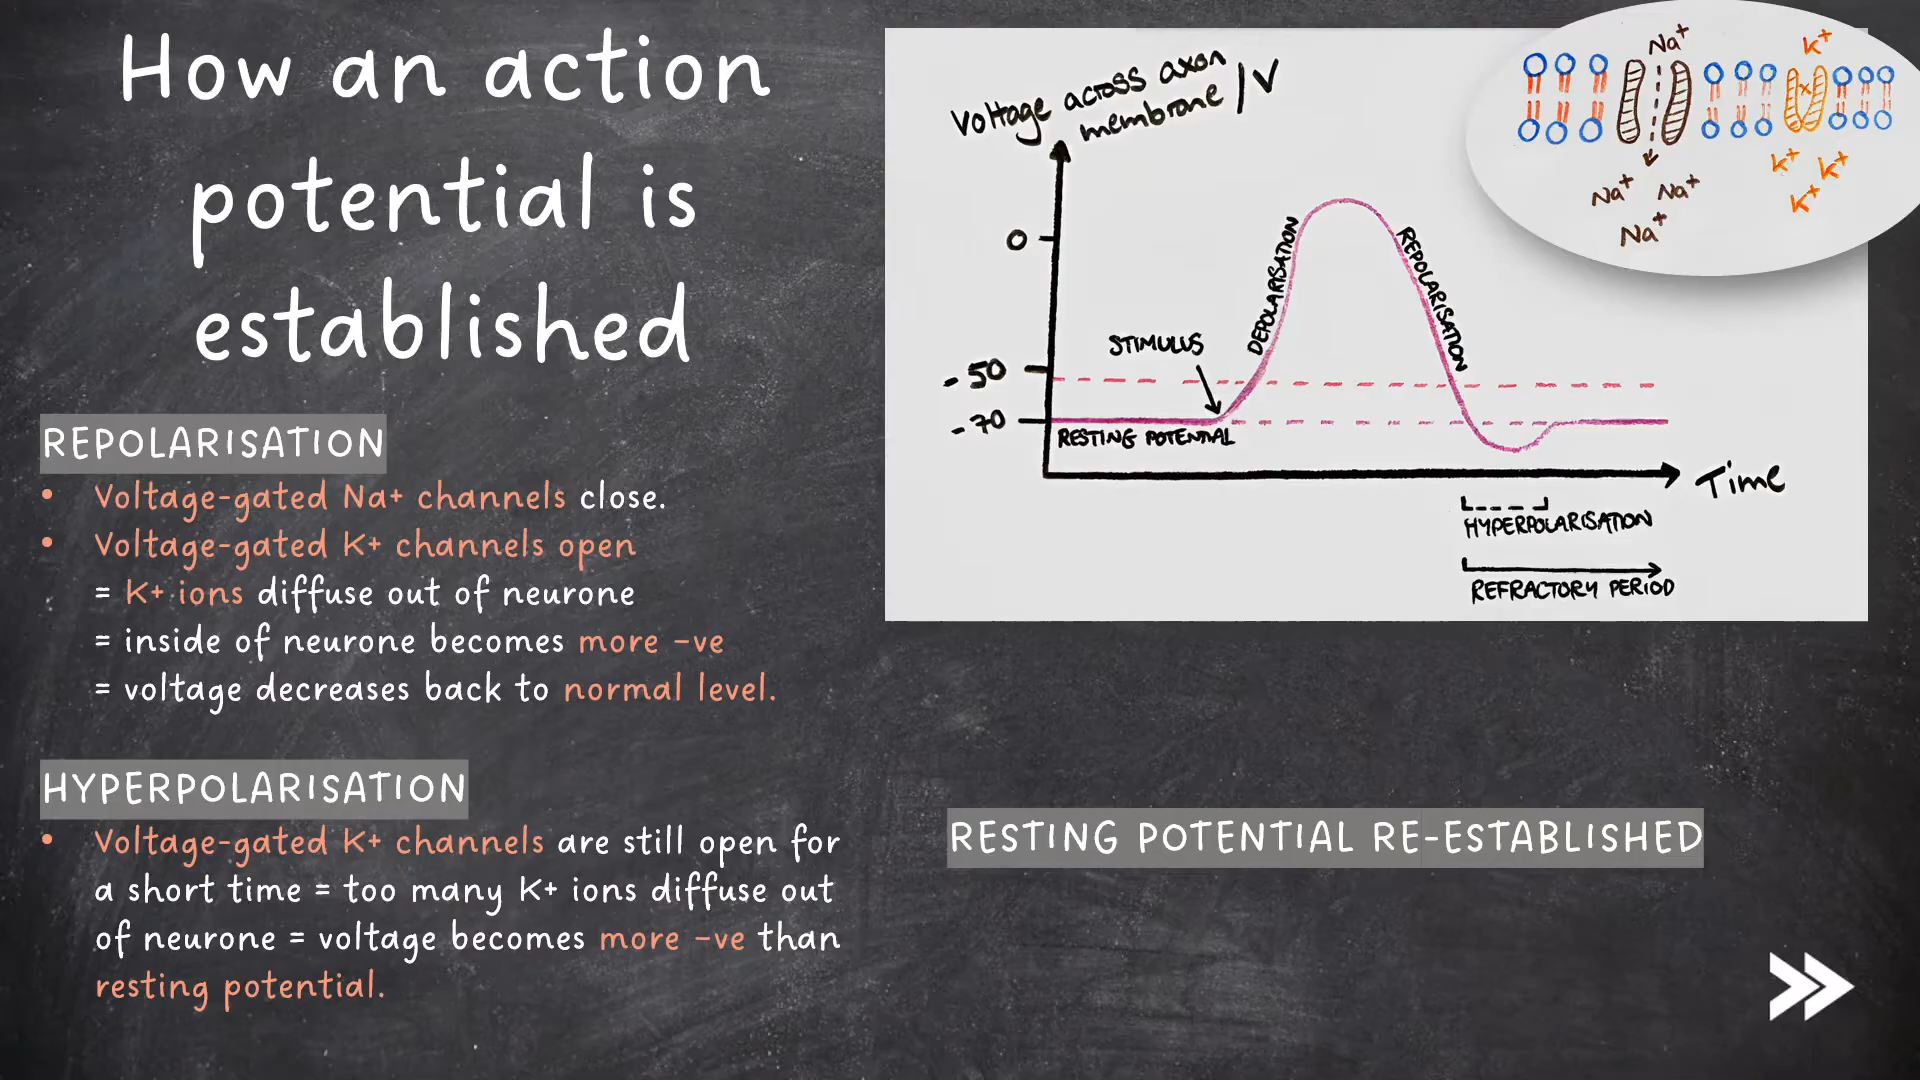 How an action
potential is
established
REPOLARISATION
• Voltage-gated Na+ channels close.
• Voltage-gated K+ channels open
= K+ ions diffuse out of neurone
= inside of neurone becomes more –ve
= voltage decreases back to normal level.
HYPERPOLARISATION
• Voltage-gated K+ channels are still open for
a short time = too many K+ ions diffuse out
of neurone = voltage becomes more –ve than
resting potential.
Voltage across axon
membrane / V
0
-50
-70
STIMULUS
RESTING POTENTIAL
DEPOLARISATION
REPOLARISATION
Time
HYPERPOLARISATION
REFRACTORY PERIOD
Na+
K+
x
Na+ Na+
Na+
K+ K+
K+
RESTING POTENTIAL RE-ESTABLISHED